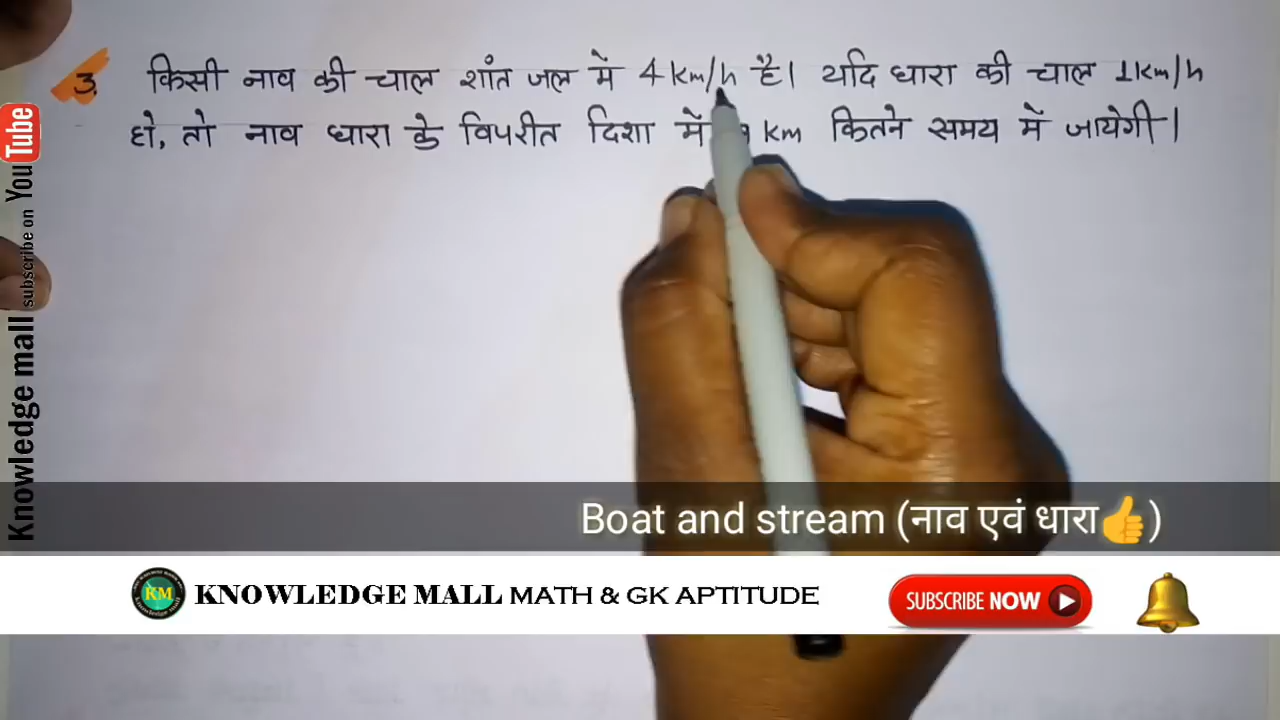 3. किसी नाव की चाल शांत जल में 4 km/h है। यदि धारा की चाल 1 km/h
हो, तो नाव धारा के विपरीत दिशा में km कितने समय में जायेगी।
Knowledge mall subscribe on YouTube
Boat and stream (नाव एवं धारा👍)
KM
KNOWLEDGE MALL MATH & GK APTITUDE
SUBSCRIBE NOW